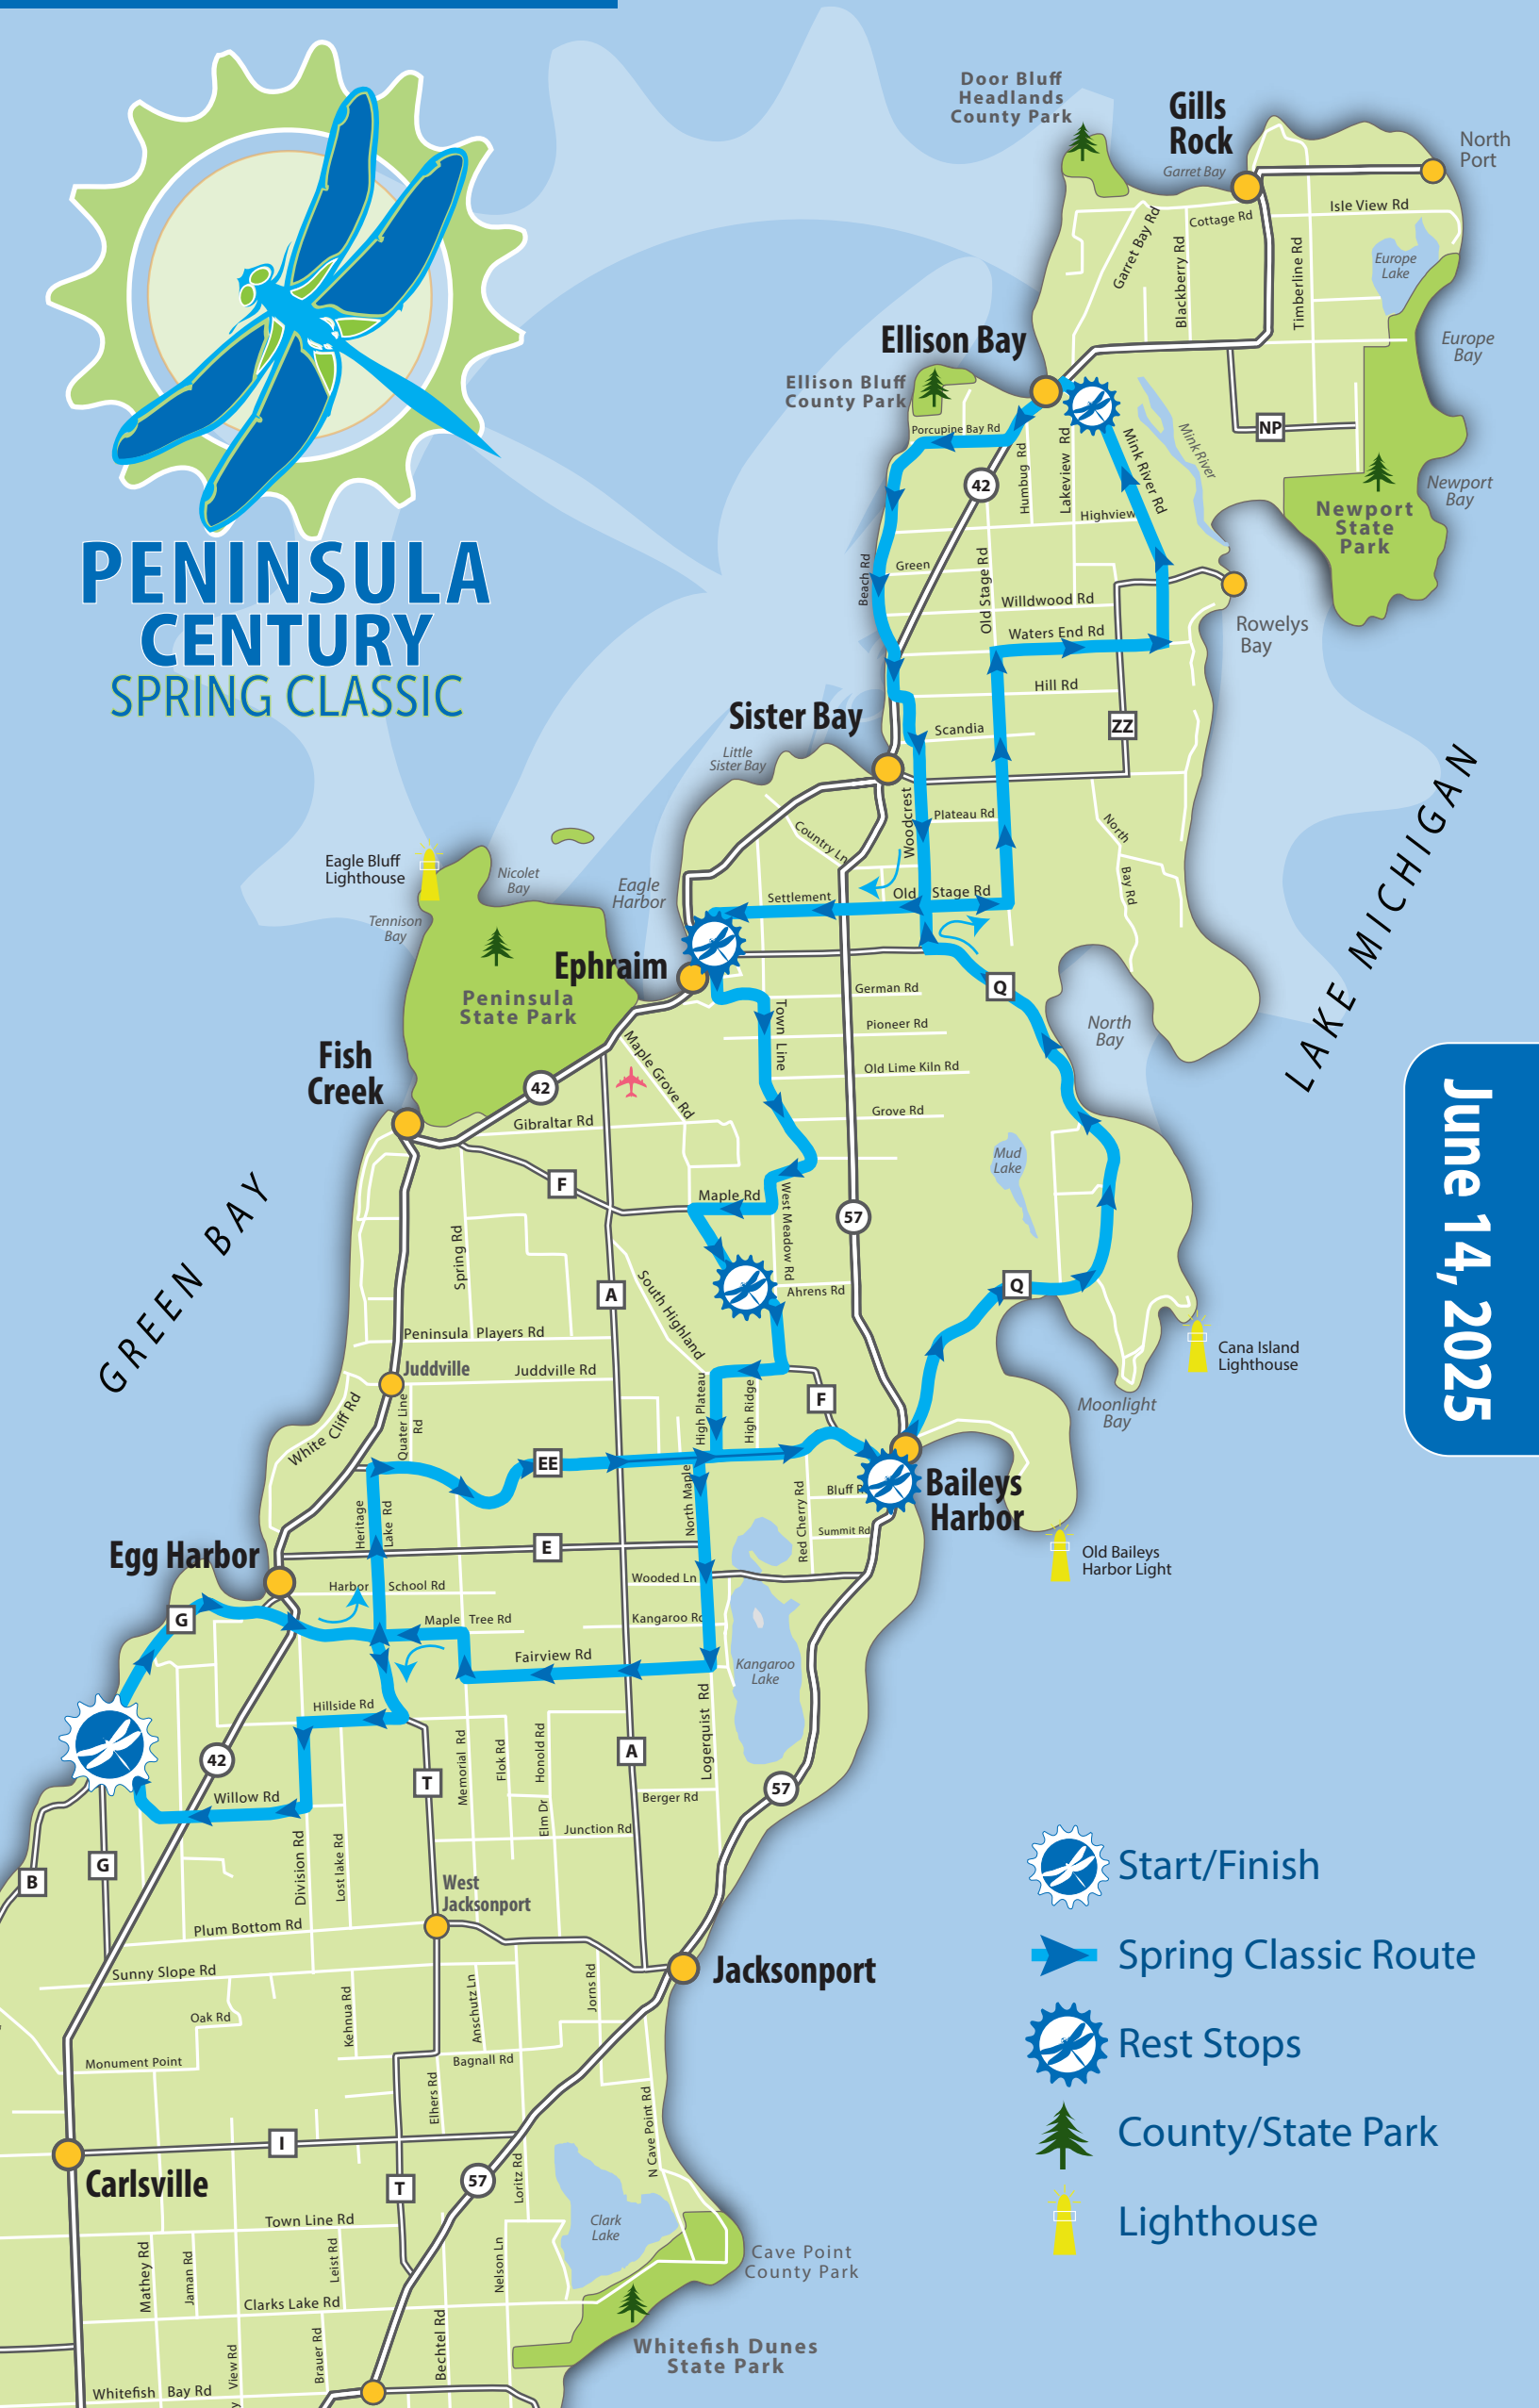 PENINSULA
CENTURY
SPRING CLASSIC
Door Bluff
Headlands
County Park
Gills
Rock
Garret Bay
North
Port
Isle View Rd
Cottage Rd
Garret Bay Rd
Blackberry Rd
Timberline Rd
Europe
Lake
Europe
Bay
Ellison Bay
Ellison Bluff
County Park
Porcupine Bay Rd
NP
42
Humbug Rd
Lakeview Rd
Mink River Rd
Mink River
Newport
Bay
Newport
State
Park
Highview
Beach Rd
Green
Old Stage Rd
Willdwood Rd
Waters End Rd
Rowelys
Bay
Hill Rd
Sister Bay
Little
Sister Bay
Scandia
ZZ
Woodcrest
Plateau Rd
Country Ln
North
Bay Rd
Eagle Bluff
Lighthouse
Nicolet
Bay
Eagle
Harbor
Tennison
Bay
Settlement
Old Stage Rd
Ephraim
Peninsula
State Park
Q
German Rd
Town Line
Pioneer Rd
North
Bay
Old Lime Kiln Rd
Maple Grove Rd
Fish
Creek
42
Gibraltar Rd
Grove Rd
Mud
Lake
F
Maple Rd
West Meadow Rd
57
LAKE MICHIGAN
June 14, 2025
GREEN BAY
Spring Rd
A
South Highland
Ahrens Rd
Q
Peninsula Players Rd
Cana Island
Lighthouse
Juddville
Juddville Rd
High Plateau
High Ridge
F
Moonlight
Bay
White Cliff Rd
Quater Line
Rd
EE
Baileys
Harbor
Heritage
Lake Rd
North Maple
Red Cherry Rd
Bluff R
Summit Rd
Egg Harbor
E
Old Baileys
Harbor Light
Harbor School Rd
Wooded Ln
G
Maple Tree Rd
Kangaroo Rd
Fairview Rd
Kangaroo
Lake
Hillside Rd
42
Logerquist Rd
T
Memorial Rd
Flok Rd
Honold Rd
A
57
Willow Rd
Berger Rd
Elm Dr
Junction Rd
B
G
Division Rd
Lost lake Rd
Start/Finish
West
Jacksonport
Plum Bottom Rd
Spring Classic Route
Sunny Slope Rd
Jacksonport
Oak Rd
Kehnua Rd
Anschutz Ln
Jorns Rd
Rest Stops
Monument Point
Bagnall Rd
Elhers Rd
N Cave Point Rd
County/State Park
I
Carlsville
T
57
Loritz Rd
Lighthouse
Town Line Rd
Clark
Lake
Cave Point
County Park
Mathey Rd
Jaman Rd
Leist Rd
Nelson Ln
Clarks Lake Rd
Whitefish Dunes
State Park
View Rd
Brauer Rd
Bechtel Rd
Whitefish Bay Rd